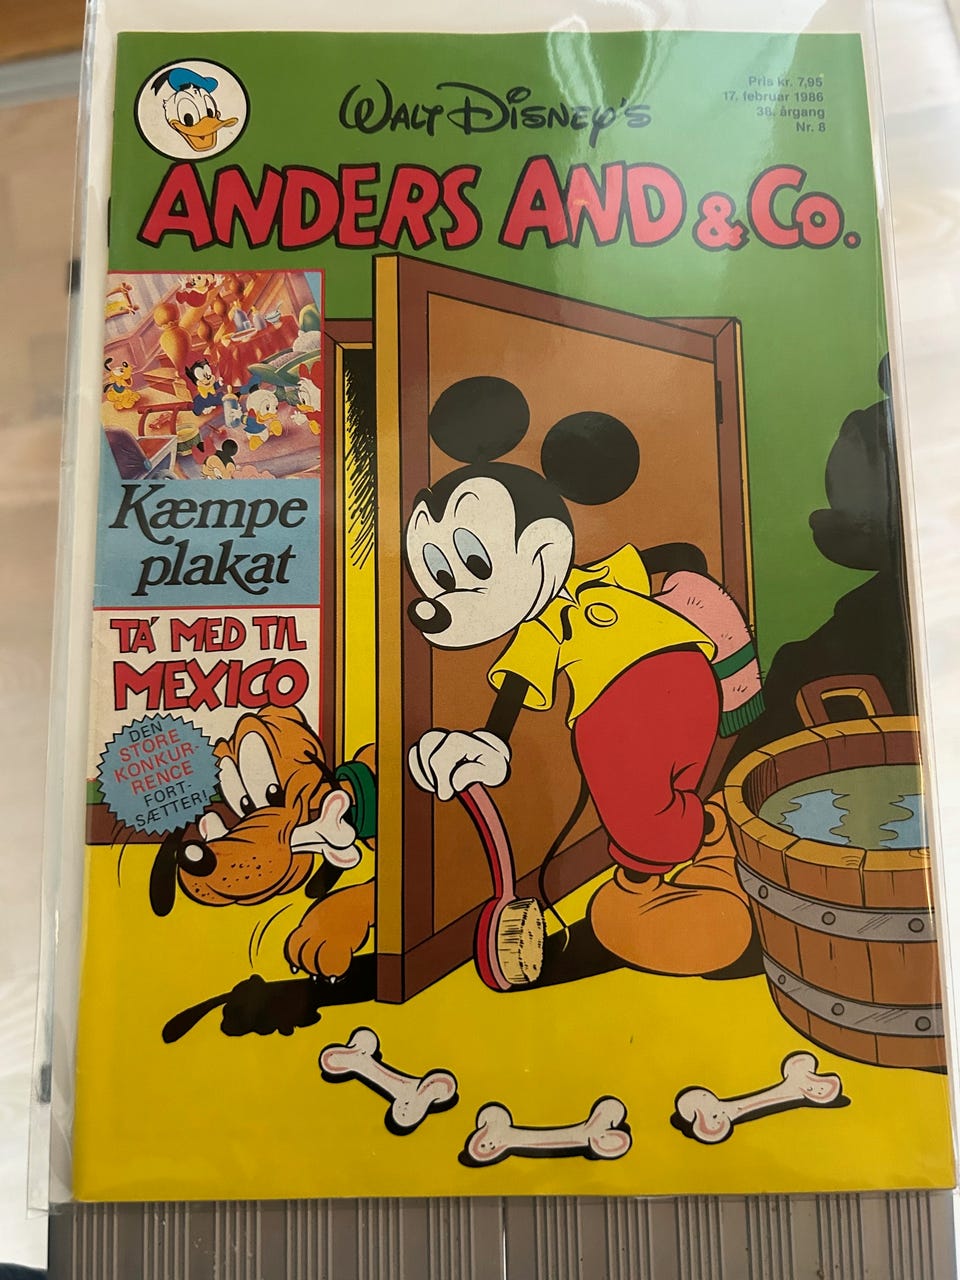 Pris kr. 7,95
17. februar 1986
38. årgang
Nr. 8
WALT DISNEY'S
ANDERS AND & Co.
Kæmpe
plakat
TA' MED TIL
MEXICO
DEN
STORE
KONKUR-
RENCE
FORT-
SÆTTER!